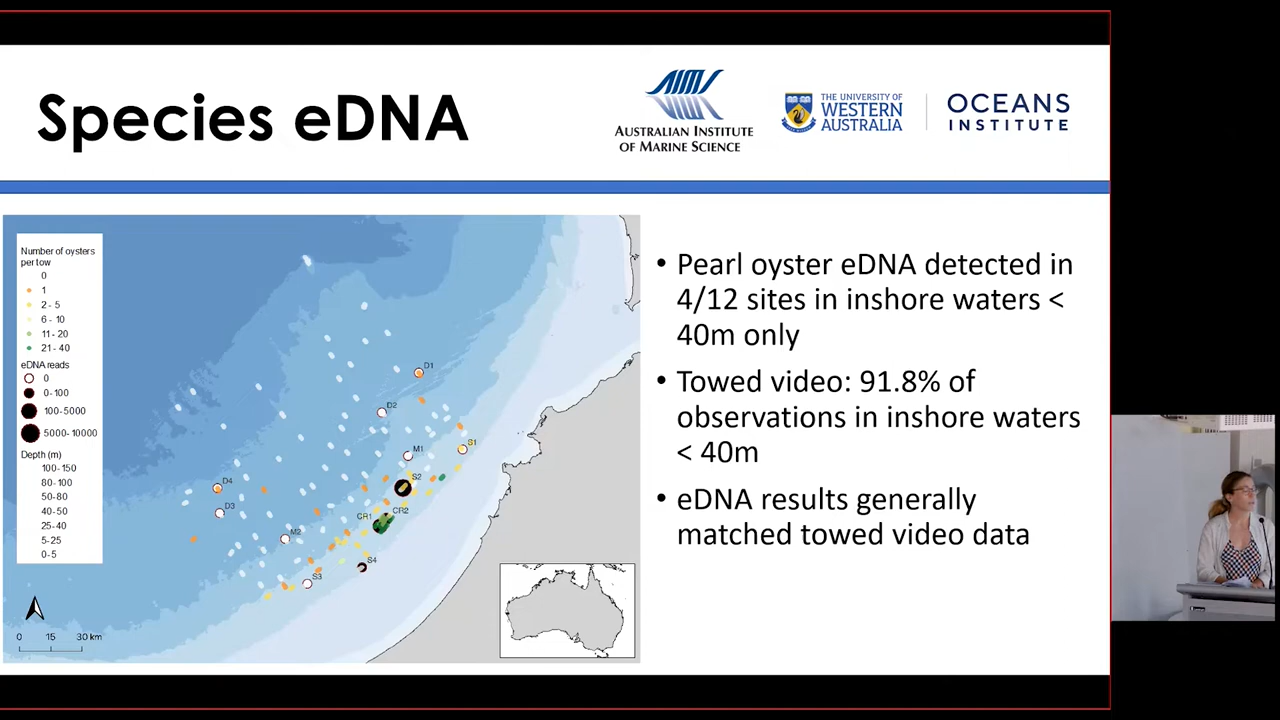 Species eDNA
AIMS
AUSTRALIAN INSTITUTE
OF MARINE SCIENCE
THE UNIVERSITY OF
WESTERN
AUSTRALIA
OCEANS
INSTITUTE
Number of oysters
per tow
0
1
2 - 5
6 - 10
11 - 20
21 - 40
eDNA reads
0
0-100
100-5000
5000-10000
Depth (m)
100-150
80-100
50-80
40-50
25-40
5-25
0-5
0 15 30 km
D1
D2
M1
S1
S2
D4
D3
CR1
CR2
M2
S4
S3
• Pearl oyster eDNA detected in
4/12 sites in inshore waters <
40m only
• Towed video: 91.8% of
observations in inshore waters
< 40m
• eDNA results generally
matched towed video data